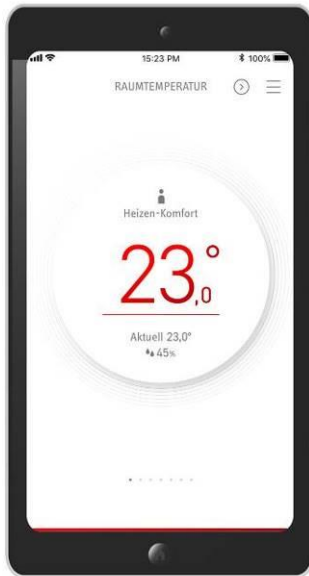 15:23 PM
100%
RAUMTEMPERATUR
Heizen-Komfort
23,0°
Aktuell 23,0°
45%